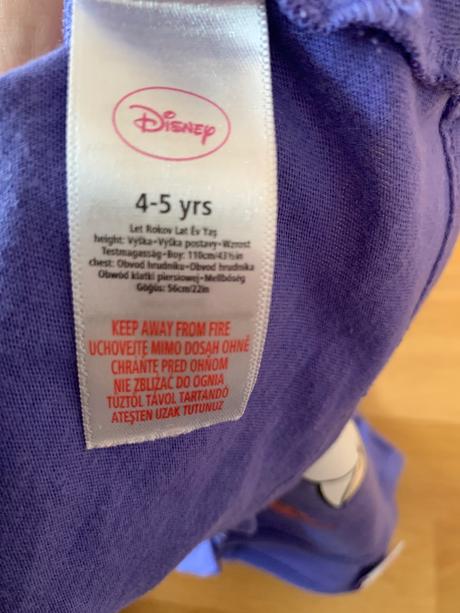 Disney
4-5 yrs
Let Rokov Lat Év Yaş
height: Výška-Výška postavy-Wzrost
Testmagasság-Boy: 110cm/43½in
chest: Obvod hrudníku-Obvod hrudníka
Obwód klatki piersiowej-Mellbőség
Göğüs: 56cm/22in
KEEP AWAY FROM FIRE
UCHOVEJTE MIMO DOSAH OHNĚ
CHRÁŇTE PRED OHŇOM
NIE ZBLIŻAĆ DO OGNIA
TŰZTŐL TÁVOL TARTANDÓ
ATEŞTEN UZAK TUTUNUZ